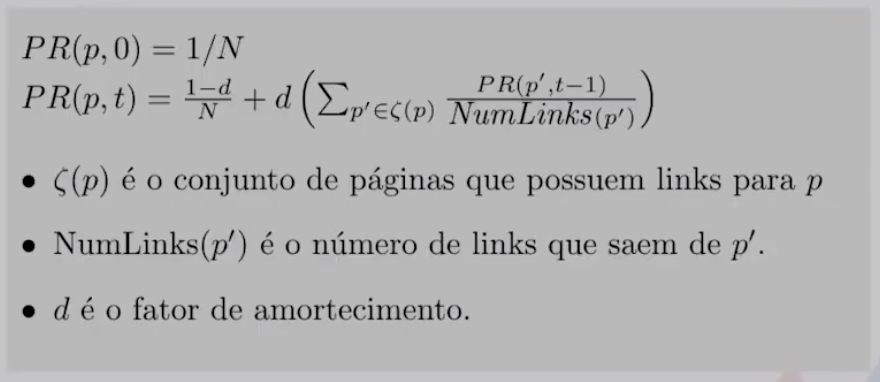 PR(p, 0) = 1/N
PR(p, t) = \frac{1-d}{N} + d \left( \sum_{p' \in \zeta(p)} \frac{PR(p', t-1)}{NumLinks(p')} \right)
• ζ(p) é o conjunto de páginas que possuem links para p
• NumLinks(p′) é o número de links que saem de p′.
• d é o fator de amortecimento.